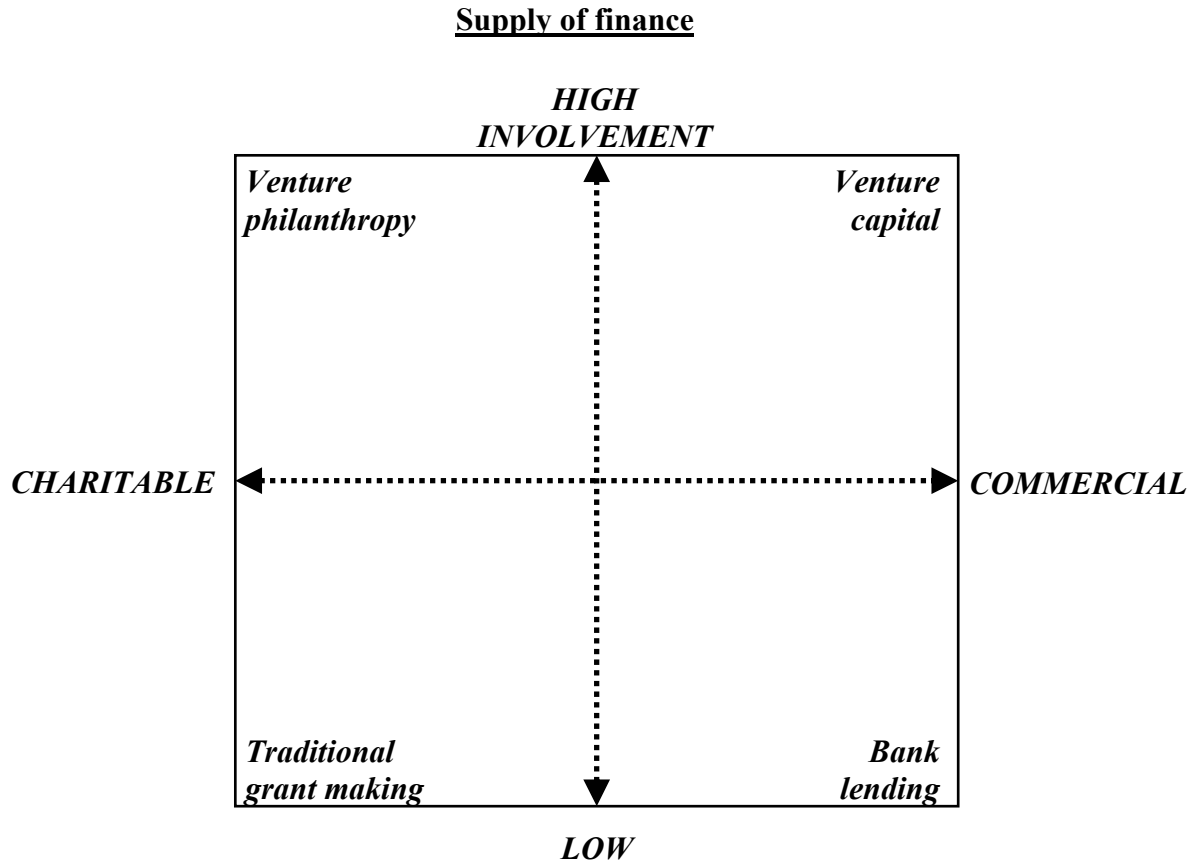 Supply of finance
HIGH
INVOLVEMENT
Venture
philanthropy
Venture
capital
CHARITABLE
COMMERCIAL
Traditional
grant making
Bank
lending
LOW